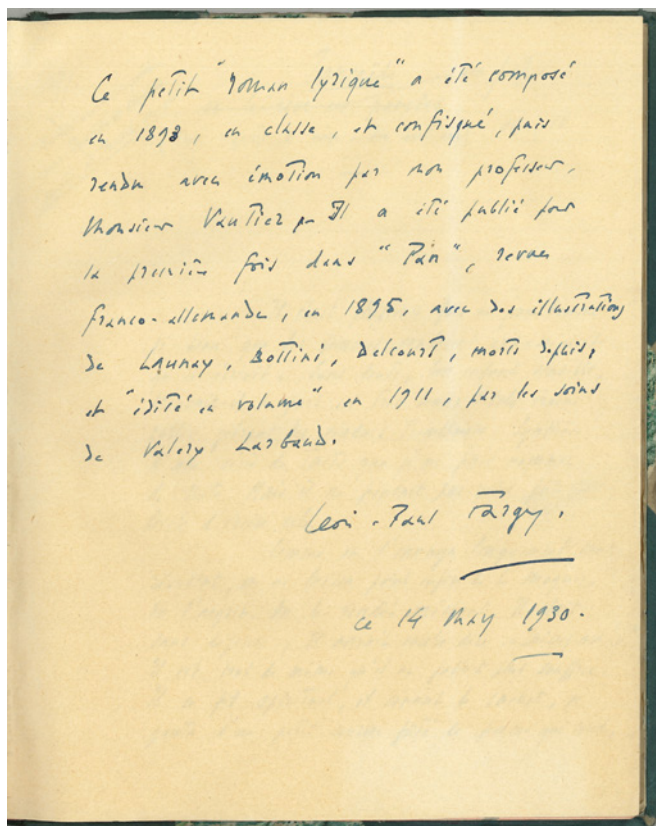 Ce petit "roman lyrique" a été composé
en 1893, en classe, et confisqué, puis
rendu avec émotion par mon professeur,
Monsieur Vautier. Il a été publié pour
la première fois dans "Pan", revue
franco-allemande, en 1895, avec des illustrations
de Launay, Bottini, Delcourt, morts depuis,
et "édité en volume" en 1911, par les soins
de Valery Larbaud.
Léon-Paul Fargue.
ce 14 May 1930.